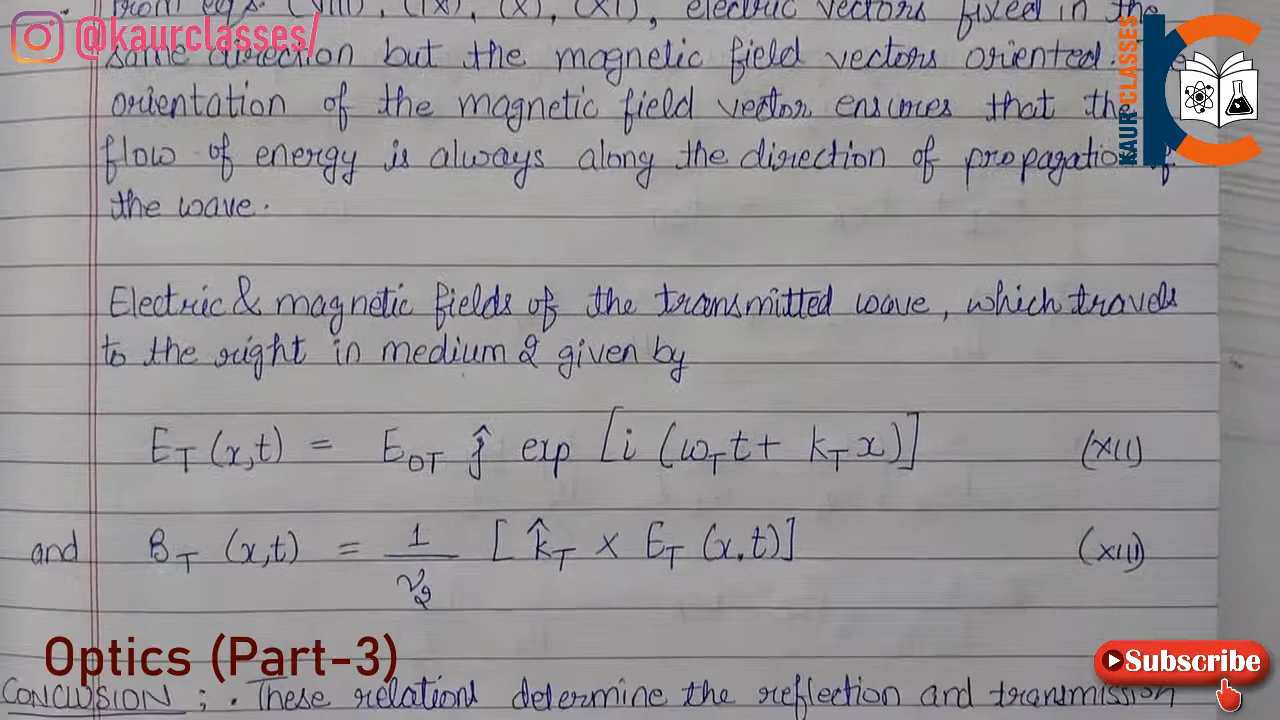 from eqs. (VIII), (IX), (X), (XI), electric vectors fixed in the
@kaurclasses/
same direction but the magnetic field vectors oriented.
orientation of the magnetic field vector ensures that the
flow of energy is always along the direction of propagation of
the wave.
KAUR CLASSES
Electric & magnetic fields of the transmitted wave, which travels
to the right in medium 2 given by
E_T (x,t) = E_OT ĵ exp [i (ω_T t + k_T x)] (XII)
and B_T (x,t) = 1/v_2 [k̂_T × E_T (x,t)] (XIII)
Optics (Part-3)
Subscribe
CONCLUSION ; . These relations determine the reflection and transmission